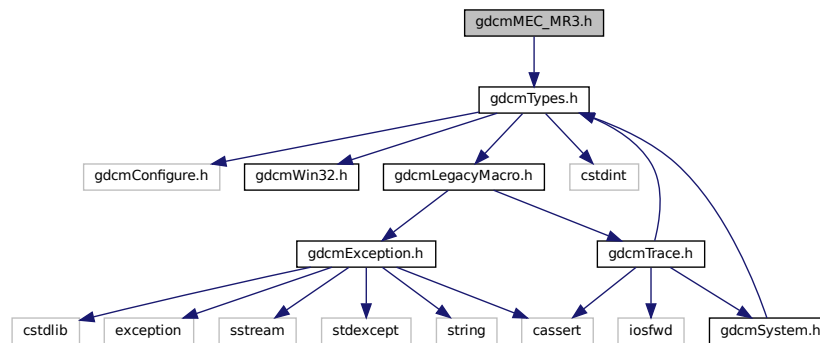 gdcmMEC_MR3.h
gdcmTypes.h
gdcmConfigure.h
gdcmWin32.h
gdcmLegacyMacro.h
cstdint
gdcmException.h
gdcmTrace.h
cstdlib
exception
sstream
stdexcept
string
cassert
iosfwd
gdcmSystem.h